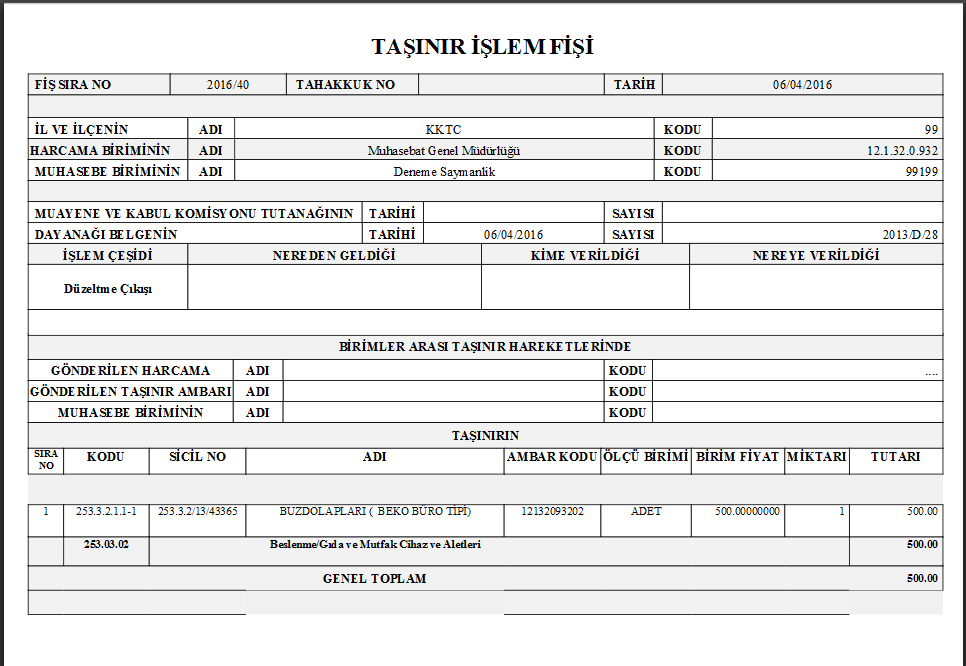 TAŞINIR İŞLEM FİŞİ
FİŞ SIRA NO 2016/40 TAHAKKUK NO TARİH 06/04/2016
İL VE İLÇENİN ADI KKTC KODU 99
HARCAMA BİRİMİNİN ADI Muhasebat Genel Müdürlüğü KODU 12.1.32.0.932
MUHASEBE BİRİMİNİN ADI Deneme Saymanlık KODU 99199
MUAYENE VE KABUL KOMİSYONU TUTANAĞININ TARİHİ SAYISI
DAYANAĞI BELGENİN TARİHİ 06/04/2016 SAYISI 2013/D/28
İŞLEM ÇEŞİDİ NEREDEN GELDİĞİ KİME VERİLDİĞİ NEREYE VERİLDİĞİ
Düzeltme Çıkışı
BİRİMLER ARASI TAŞINIR HAREKETLERİNDE
GÖNDERİLEN HARCAMA ADI KODU ....
GÖNDERİLEN TAŞINIR AMBARI ADI KODU
MUHASEBE BİRİMİNİN ADI KODU
TAŞINIRIN
SIRA NO KODU SİCİL NO ADI AMBAR KODU ÖLÇÜ BİRİMİ BİRİM FİYAT MİKTARI TUTARI
1 253.3.2.1.1-1 253.3.2/13/43365 BUZDOLAPLARI ( BEKO BÜRO TİPİ) 12132093202 ADET 500.00000000 1 500.00
253.03.02 Beslenme/Gıda ve Mutfak Cihaz ve Aletleri 500.00
GENEL TOPLAM 500.00